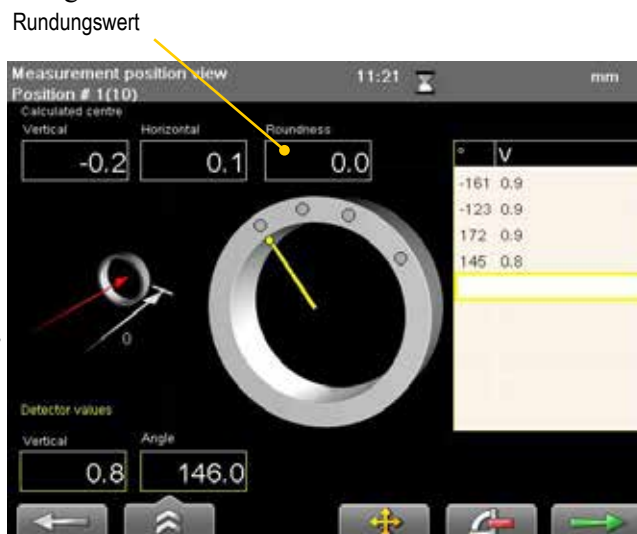 Rundungswert
Measurement position view 11:21 mm
Position # 1(10)
Calculated centre
Vertical Horizontal Roundness
-0.2 0.1 0.0
° V
-161 0.9
-123 0.9
172 0.9
145 0.8
0
Detector values
Vertical Angle
0.8 146.0